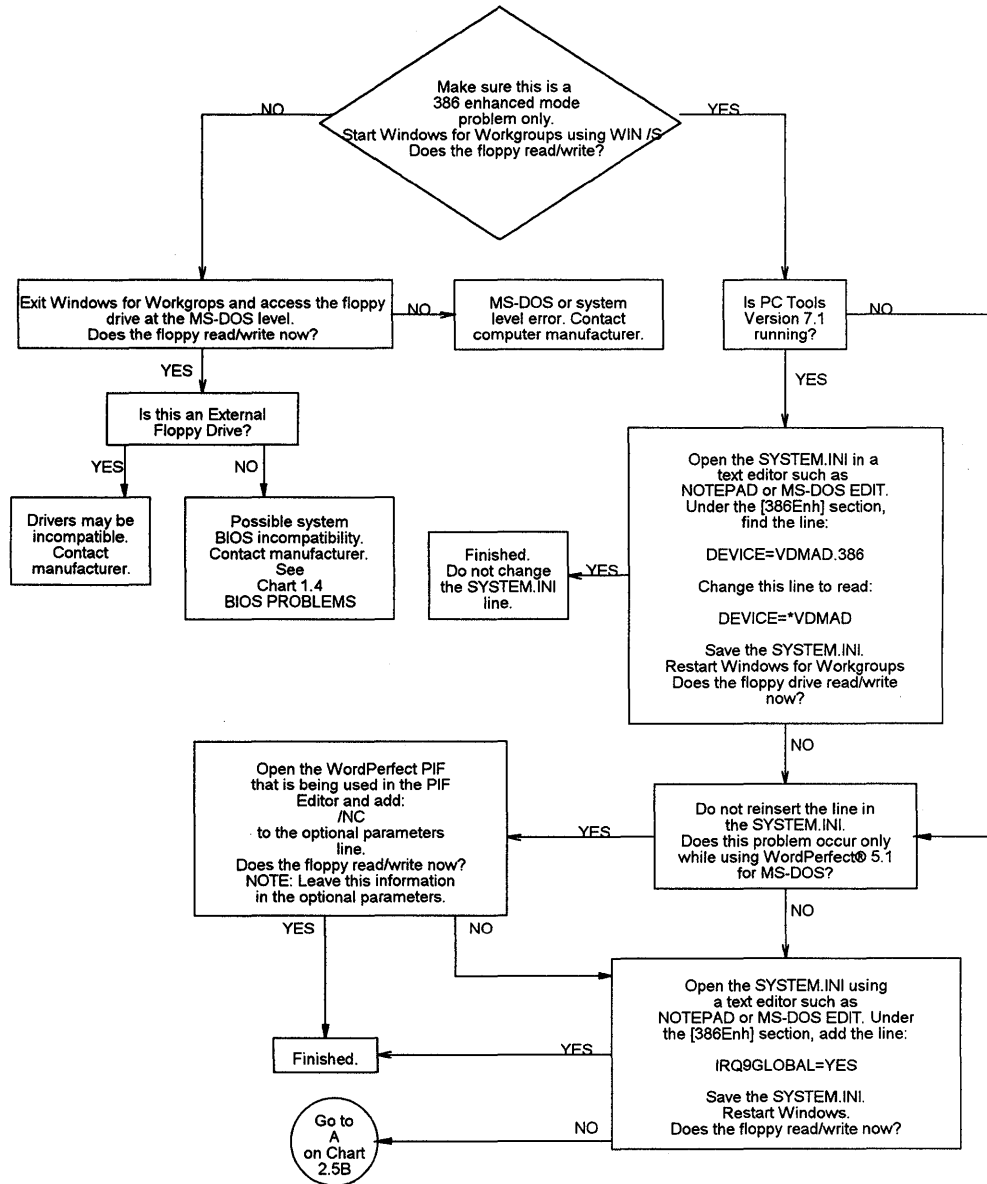 Make sure this is a
386 enhanced mode
problem only.
Start Windows for Workgroups using WIN /S
Does the floppy read/write?
NO
YES
Exit Windows for Workgrops and access the floppy
drive at the MS-DOS level.
Does the floppy read/write now?
NO
MS-DOS or system
level error. Contact
computer manufacturer.
Is PC Tools
Version 7.1
running?
NO
YES
YES
Is this an External
Floppy Drive?
YES
NO
Drivers may be
incompatible.
Contact
manufacturer.
Possible system
BIOS incompatibility.
Contact manufacturer.
See
Chart 1.4
BIOS PROBLEMS
Finished.
Do not change
the SYSTEM.INI
line.
YES
Open the SYSTEM.INI in a
text editor such as
NOTEPAD or MS-DOS EDIT.
Under the [386Enh] section,
find the line:
DEVICE=VDMAD.386
Change this line to read:
DEVICE=*VDMAD
Save the SYSTEM.INI.
Restart Windows for Workgroups
Does the floppy drive read/write
now?
NO
Open the WordPerfect PIF
that is being used in the PIF
Editor and add:
/NC
to the optional parameters
line.
Does the floppy read/write now?
NOTE: Leave this information
in the optional parameters.
YES
Do not reinsert the line in
the SYSTEM.INI.
Does this problem occur only
while using WordPerfect® 5.1
for MS-DOS?
YES
NO
NO
Open the SYSTEM.INI using
a text editor such as
NOTEPAD or MS-DOS EDIT. Under
the [386Enh] section, add the line:
IRQ9GLOBAL=YES
Save the SYSTEM.INI.
Restart Windows.
Does the floppy read/write now?
YES
Finished.
NO
Go to
A
on Chart
2.5B